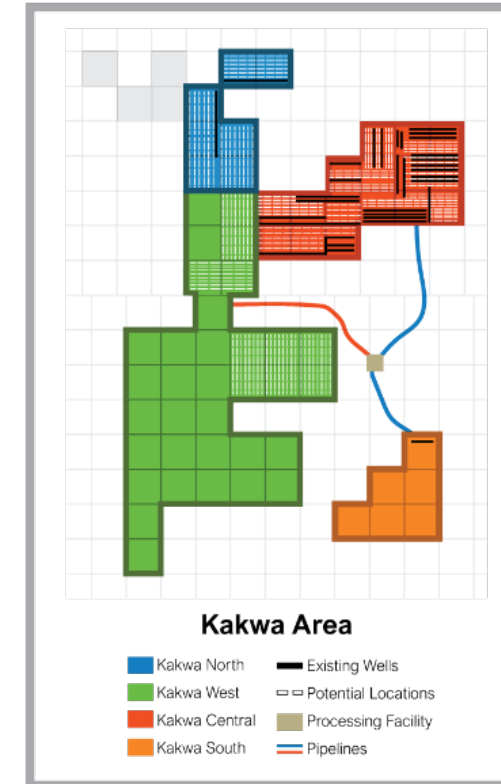 Kakwa Area
Kakwa North
Existing Wells
Kakwa West
Potential Locations
Kakwa Central
Processing Facility
Kakwa South
Pipelines